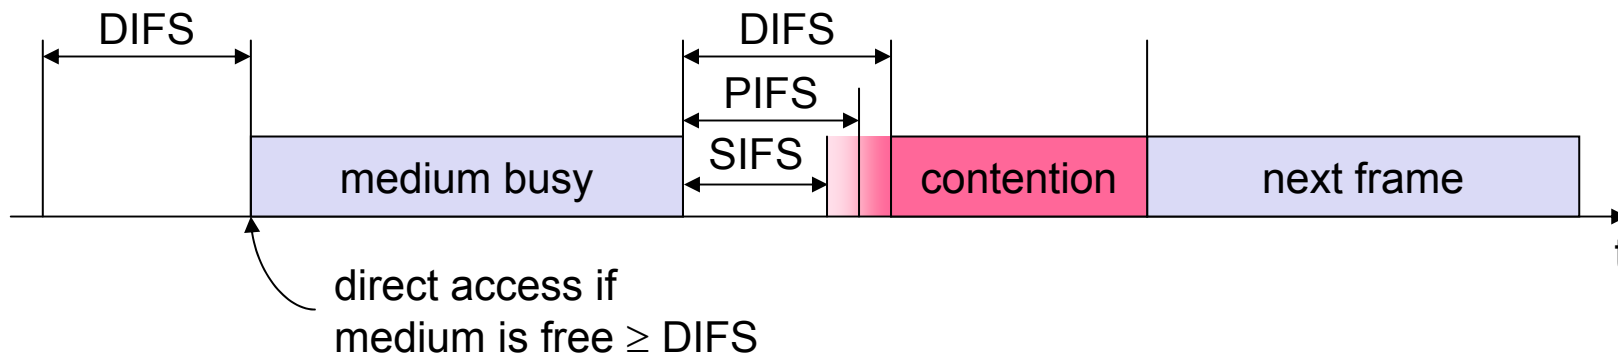 DIFS
DIFS
PIFS
SIFS
medium busy
contention
next frame
t
direct access if
medium is free ≥ DIFS